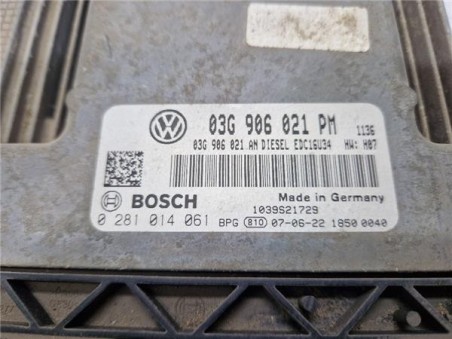 03G 906 021 PM 1136
03G 906 021 AN DIESEL EDC16U34 HW: H07
BOSCH
Made in Germany
1039S21729
0 281 014 061 BPG 810 07-06-22 1850 0040